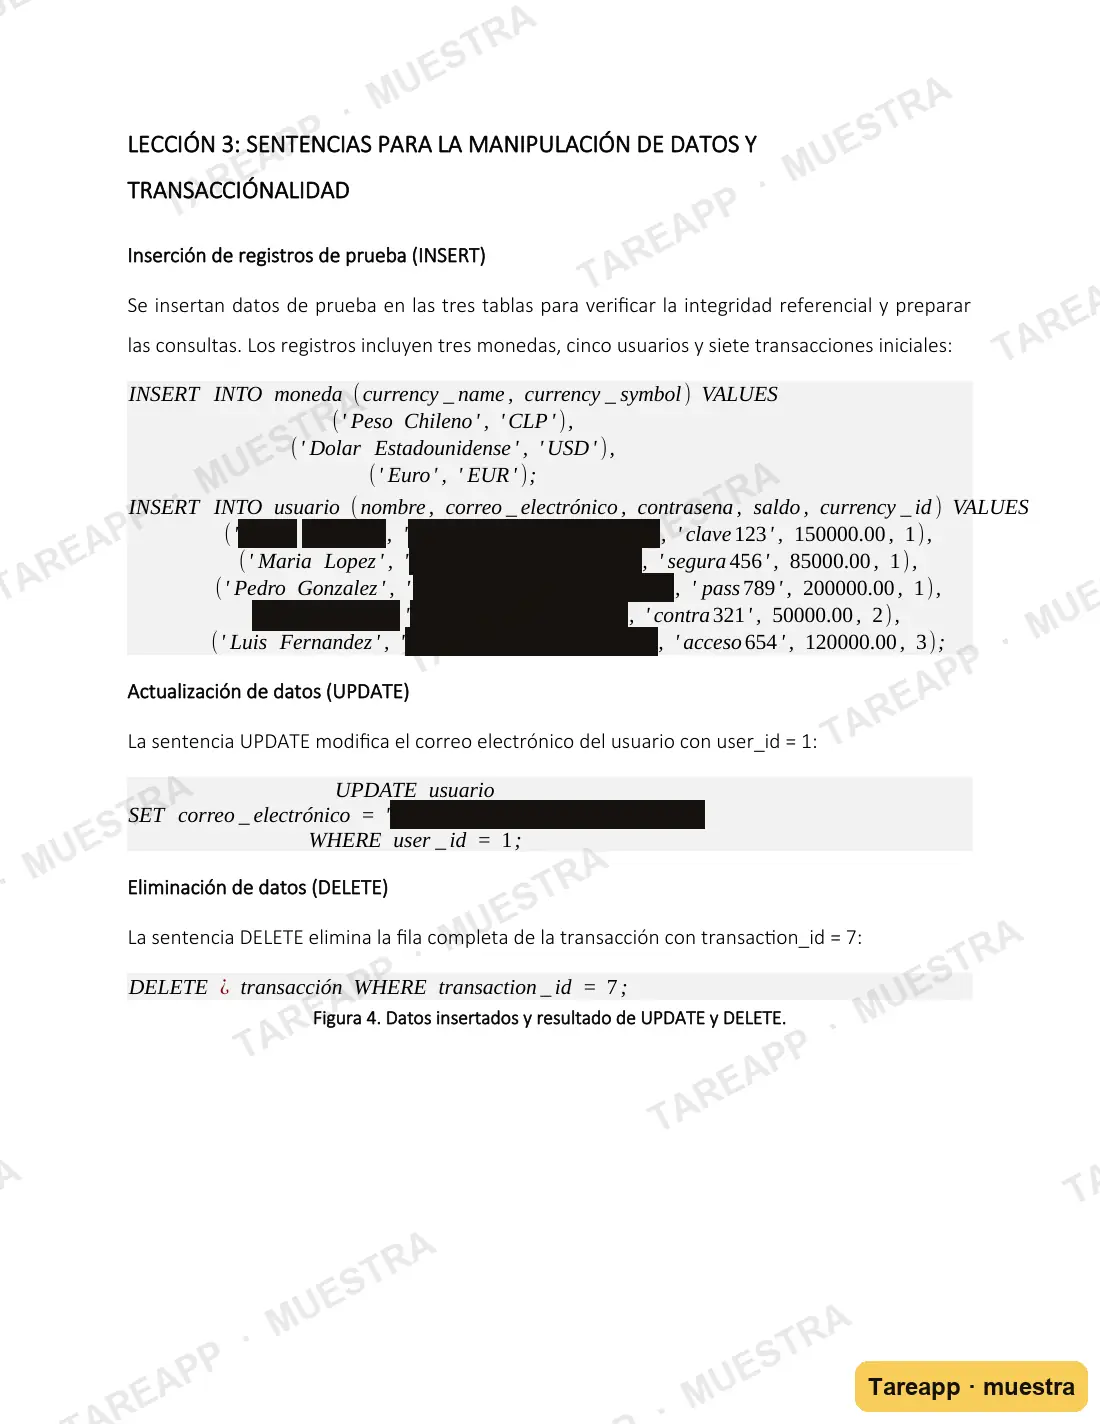 LECCIÓN 3: SENTENCIAS PARA LA MANIPULACIÓN DE DATOS Y
TRANSACCIÓNALIDAD
Inserción de registros de prueba (INSERT)
Se insertan datos de prueba en las tres tablas para verificar la integridad referencial y preparar
las consultas. Los registros incluyen tres monedas, cinco usuarios y siete transacciones iniciales:
INSERT INTO moneda (currency_name, currency_symbol) VALUES
('Peso Chileno', 'CLP'),
('Dolar Estadounidense', 'USD'),
('Euro', 'EUR');
INSERT INTO usuario (nombre, correo_electrónico, contrasena, saldo, currency_id) VALUES
(' , ' , 'clave123', 150000.00, 1),
('Maria Lopez', ' , 'segura456', 85000.00, 1),
('Pedro Gonzalez', ' , 'pass789', 200000.00, 1),
' , 'contra321', 50000.00, 2),
('Luis Fernandez', ' , 'acceso654', 120000.00, 3);
Actualización de datos (UPDATE)
La sentencia UPDATE modifica el correo electrónico del usuario con user_id = 1:
UPDATE usuario
SET correo_electrónico = '
WHERE user_id = 1;
Eliminación de datos (DELETE)
La sentencia DELETE elimina la fila completa de la transacción con transaction_id = 7:
DELETE ¿ transacción WHERE transaction_id = 7;
Figura 4. Datos insertados y resultado de UPDATE y DELETE.
TAREAPP · MUESTRA
Tareapp · muestra